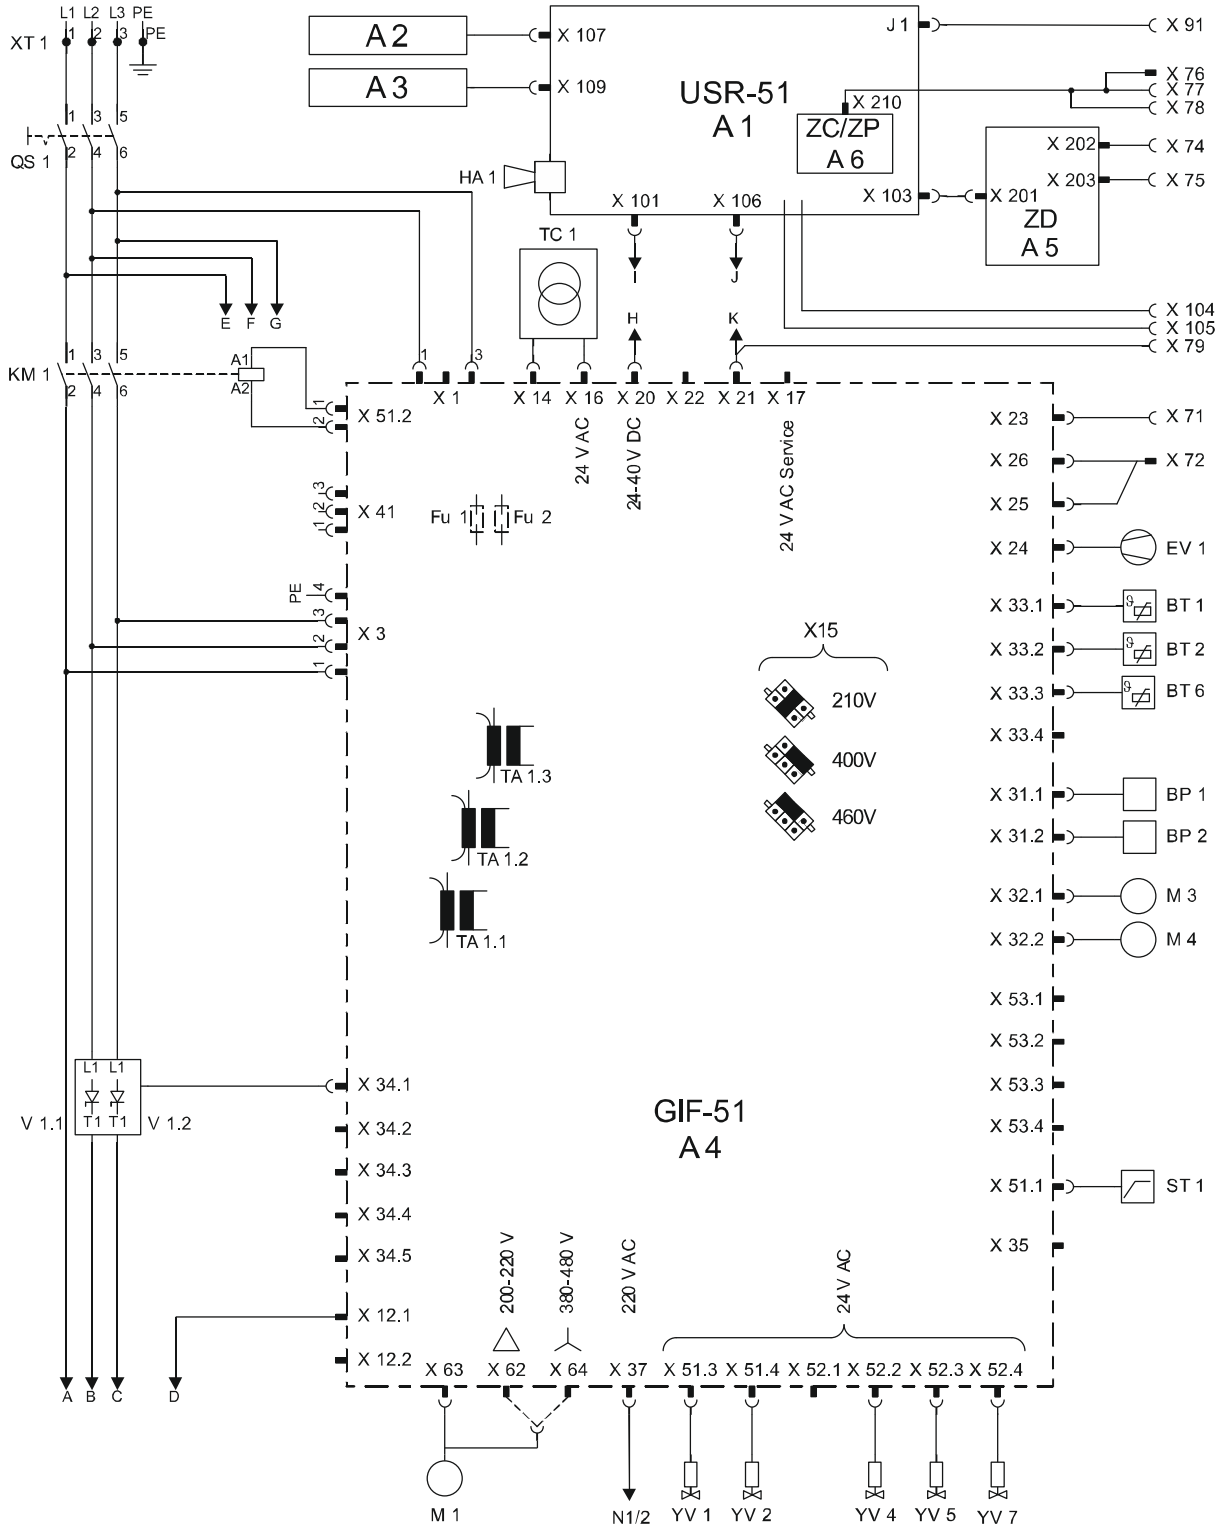 L1 L2 L3 PE
XT 1
1 2 3 PE
A 2
A 3
X 107
X 109
J 1
X 91
USR-51
A 1
X 210
ZC/ZP
A 6
X 76
X 77
X 78
X 202
X 74
X 203
X 75
X 103
X 201
ZD
A 5
1 3 5
QS 1
2 4 6
HA 1
X 101
X 106
TC 1
I
J
H
K
X 104
X 105
X 79
E F G
1 3 5
KM 1
2 4 6
A1
A2
1
3
X 1
X 14
X 16
X 20
X 22
X 21
X 17
24 V AC
24-40 V DC
24 V AC Service
1
2
X 51.2
3
2
1
X 41
Fu 1
Fu 2
PE
4
3
2
1
X 3
X 23
X 71
X 26
X 72
X 25
X 24
EV 1
X 33.1
ϑ
BT 1
X 33.2
ϑ
BT 2
X 33.3
ϑ
BT 6
X 33.4
X15
210V
400V
460V
TA 1.3
TA 1.2
TA 1.1
X 31.1
BP 1
X 31.2
BP 2
X 32.1
M 3
X 32.2
M 4
X 53.1
X 53.2
X 53.3
X 53.4
X 51.1
ST 1
X 35
L1 L1
T1 T1
V 1.1
V 1.2
X 34.1
X 34.2
X 34.3
X 34.4
X 34.5
X 12.1
X 12.2
GIF-51
A 4
200-220 V
380-480 V
220 V AC
24 V AC
X 63
X 62
X 64
X 37
X 51.3
X 51.4
X 52.1
X 52.2
X 52.3
X 52.4
A B C D
M 1
N1/2
YV 1
YV 2
YV 4
YV 5
YV 7